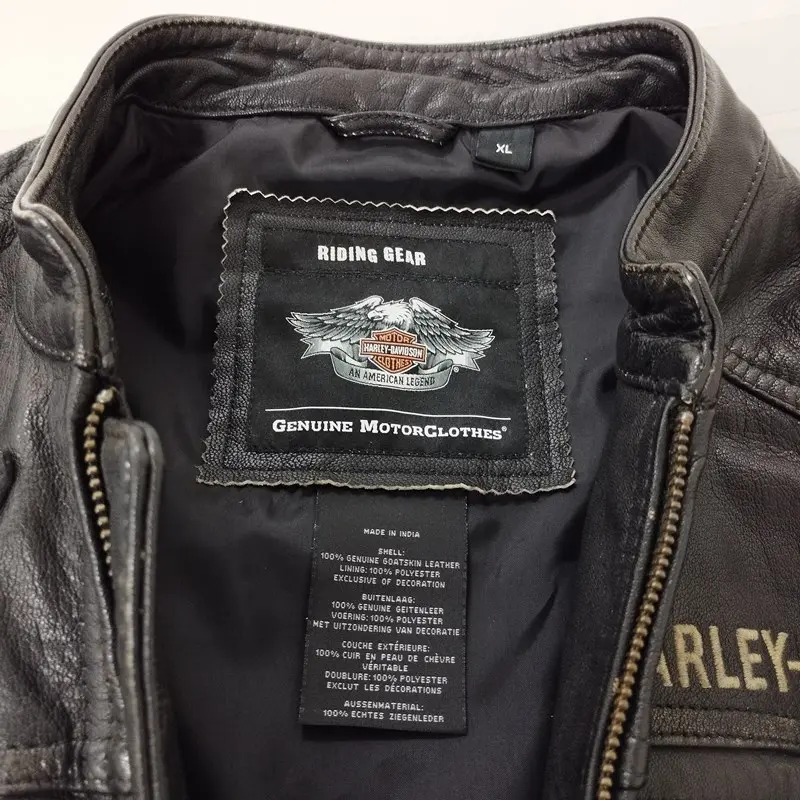 XL
RIDING GEAR
MOTOR
HARLEY-DAVIDSON
CLOTHES
AN AMERICAN LEGEND
®
GENUINE MOTORCLOTHES®
MADE IN INDIA
SHELL:
100% GENUINE GOATSKIN LEATHER
LINING: 100% POLYESTER
EXCLUSIVE OF DECORATION
BUITENLAAG:
100% GENUINE GEITENLEER
VOERING: 100% POLYESTER
MET UITZONDERING VAN DECORATIE
COUCHE EXTÉRIEURE:
100% CUIR EN PEAU DE CHÈVRE
VÉRITABLE
DOUBLURE: 100% POLYESTER
EXCLUT LES DÉCORATIONS
AUSSENMATERIAL:
100% ECHTES ZIEGENLEDER
ARLEY-